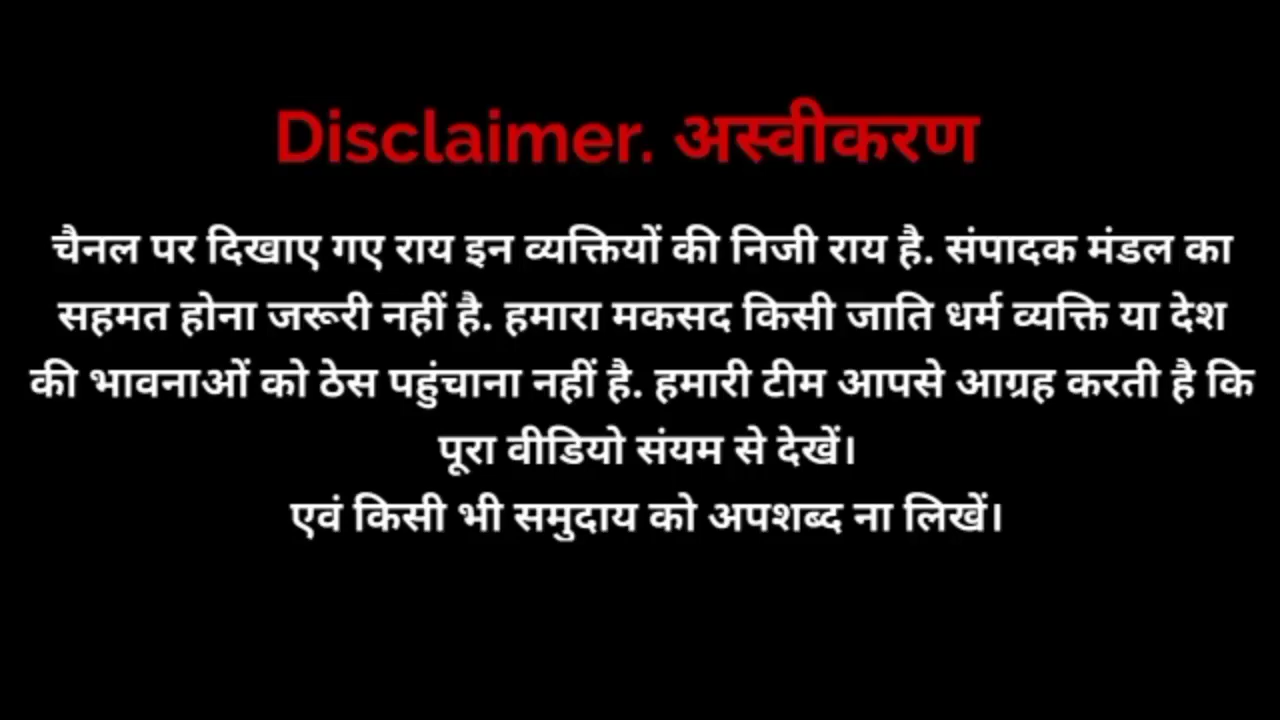 Disclaimer. अस्वीकरण
चैनल पर दिखाए गए राय इन व्यक्तियों की निजी राय है. संपादक मंडल का
सहमत होना जरूरी नहीं है. हमारा मकसद किसी जाति धर्म व्यक्ति या देश
की भावनाओं को ठेस पहुंचाना नहीं है. हमारी टीम आपसे आग्रह करती है कि
पूरा वीडियो संयम से देखें।
एवं किसी भी समुदाय को अपशब्द ना लिखें।